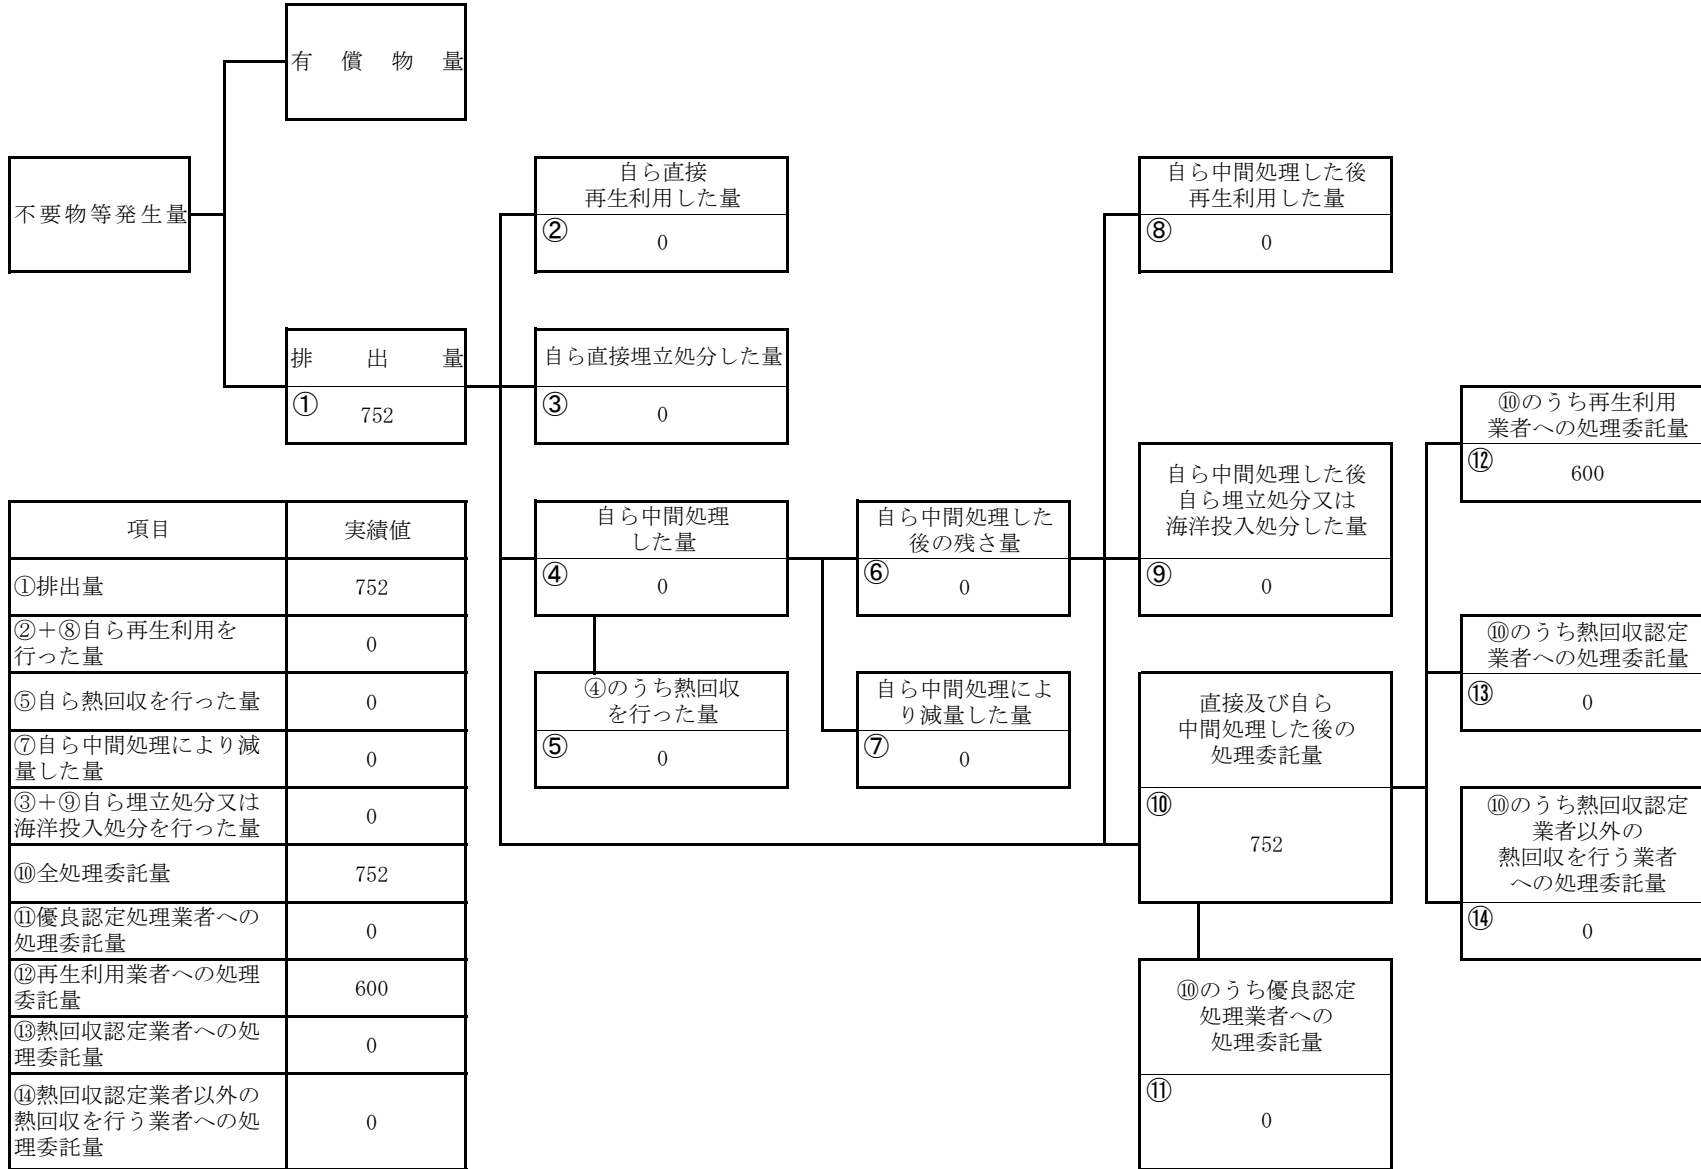 有償物量
不要物等発生量
排出量
① 752
自ら直接
再生利用した量
② 0
自ら直接埋立処分した量
③ 0
自ら中間処理
した量
④ 0
④のうち熱回収
を行った量
⑤ 0
自ら中間処理した
後の残さ量
⑥ 0
自ら中間処理によ
り減量した量
⑦ 0
自ら中間処理した後
再生利用した量
⑧ 0
自ら中間処理した後
自ら埋立処分又は
海洋投入処分した量
⑨ 0
直接及び自ら
中間処理した後の
処理委託量
⑩
752
⑩のうち優良認定
処理業者への
処理委託量
⑪
0
⑩のうち再生利用
業者への処理委託量
⑫ 600
⑩のうち熱回収認定
業者への処理委託量
⑬ 0
⑩のうち熱回収認定
業者以外の
熱回収を行う業者
への処理委託量
⑭ 0
項目 実績値
①排出量 752
②+⑧自ら再生利用を
行った量 0
⑤自ら熱回収を行った量 0
⑦自ら中間処理により減
量した量 0
③+⑨自ら埋立処分又は
海洋投入処分を行った量 0
⑩全処理委託量 752
⑪優良認定処理業者への
処理委託量 0
⑫再生利用業者への処理
委託量 600
⑬熱回収認定業者への処
理委託量 0
⑭熱回収認定業者以外の
熱回収を行う業者への処
理委託量 0